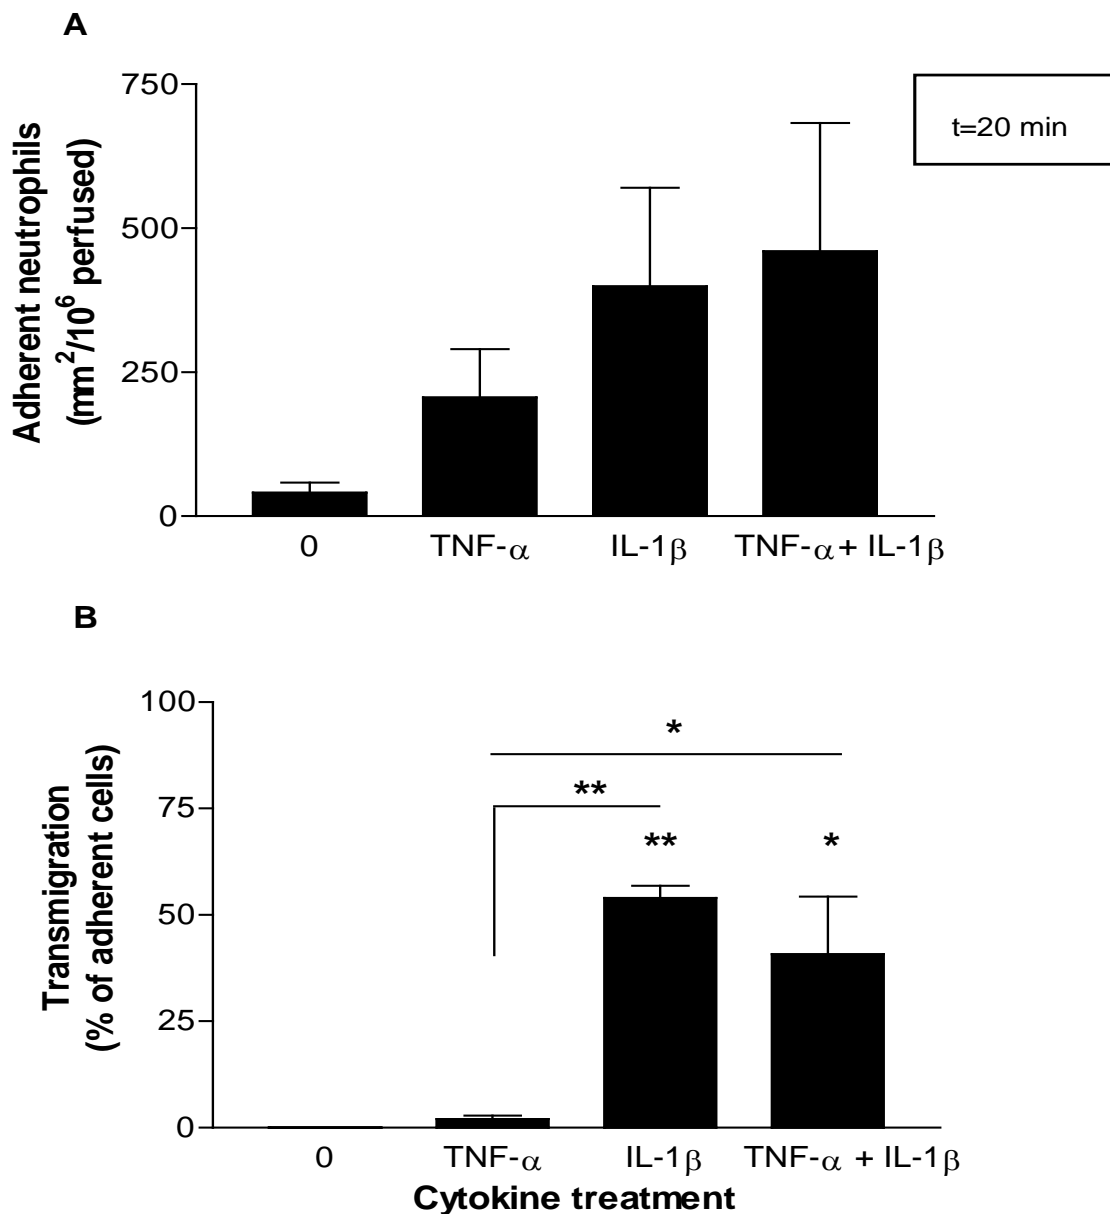 A
Adherent neutrophils
(mm²/10⁶ perfused)
750
500
250
0
t=20 min
0 TNF-α IL-1β TNF-α + IL-1β
B
Transmigration
(% of adherent cells)
100
75
50
25
0
*
**
** *
0 TNF-α IL-1β TNF-α + IL-1β
Cytokine treatment